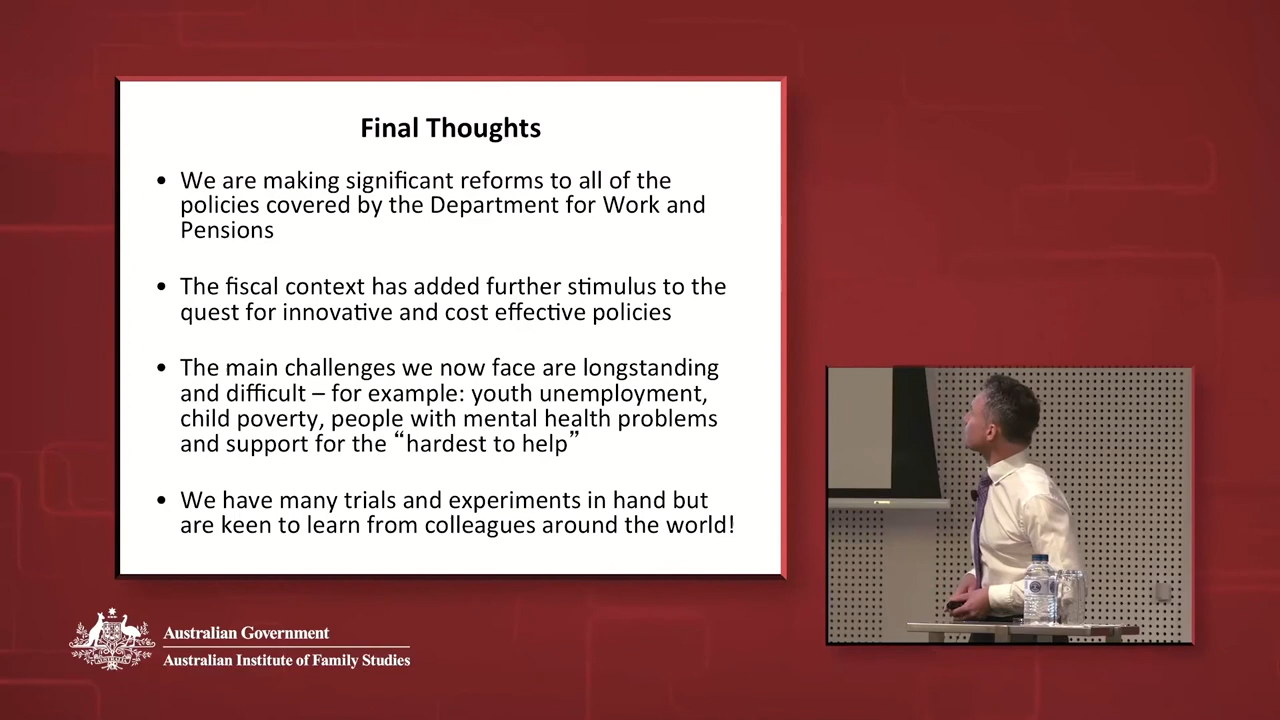 Final Thoughts
• We are making significant reforms to all of the
policies covered by the Department for Work and
Pensions
• The fiscal context has added further stimulus to the
quest for innovative and cost effective policies
• The main challenges we now face are longstanding
and difficult – for example: youth unemployment,
child poverty, people with mental health problems
and support for the “hardest to help”
• We have many trials and experiments in hand but
are keen to learn from colleagues around the world!
Australian Government
Australian Institute of Family Studies